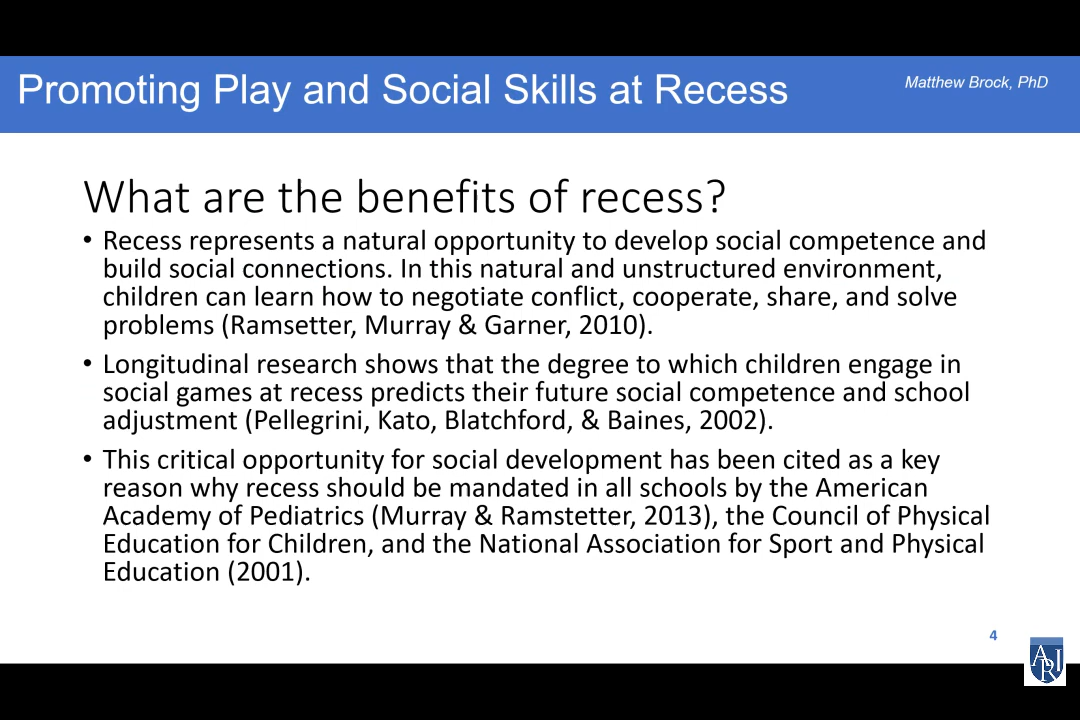 Promoting Play and Social Skills at Recess
Matthew Brock, PhD
What are the benefits of recess?
• Recess represents a natural opportunity to develop social competence and
build social connections. In this natural and unstructured environment,
children can learn how to negotiate conflict, cooperate, share, and solve
problems (Ramsetter, Murray & Garner, 2010).
• Longitudinal research shows that the degree to which children engage in
social games at recess predicts their future social competence and school
adjustment (Pellegrini, Kato, Blatchford, & Baines, 2002).
• This critical opportunity for social development has been cited as a key
reason why recess should be mandated in all schools by the American
Academy of Pediatrics (Murray & Ramstetter, 2013), the Council of Physical
Education for Children, and the National Association for Sport and Physical
Education (2001).
4
ARI